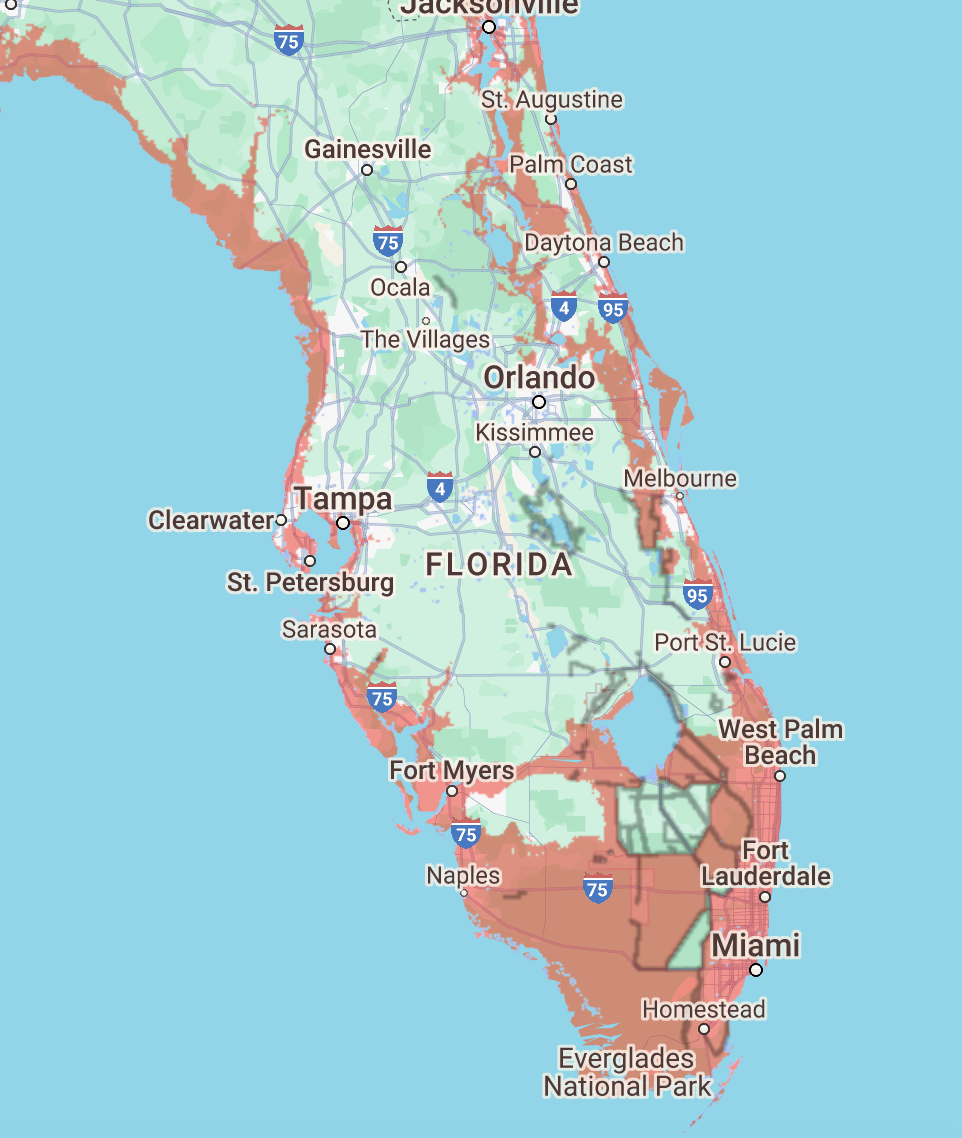 Jacksonville
75
St. Augustine
Gainesville
Palm Coast
75
Daytona Beach
Ocala
4
95
The Villages
Orlando
Kissimmee
Melbourne
4
Tampa
Clearwater
FLORIDA
St. Petersburg
95
Sarasota
Port St. Lucie
75
West Palm
Beach
Fort Myers
75
Fort
Lauderdale
Naples
75
Miami
Homestead
Everglades
National Park